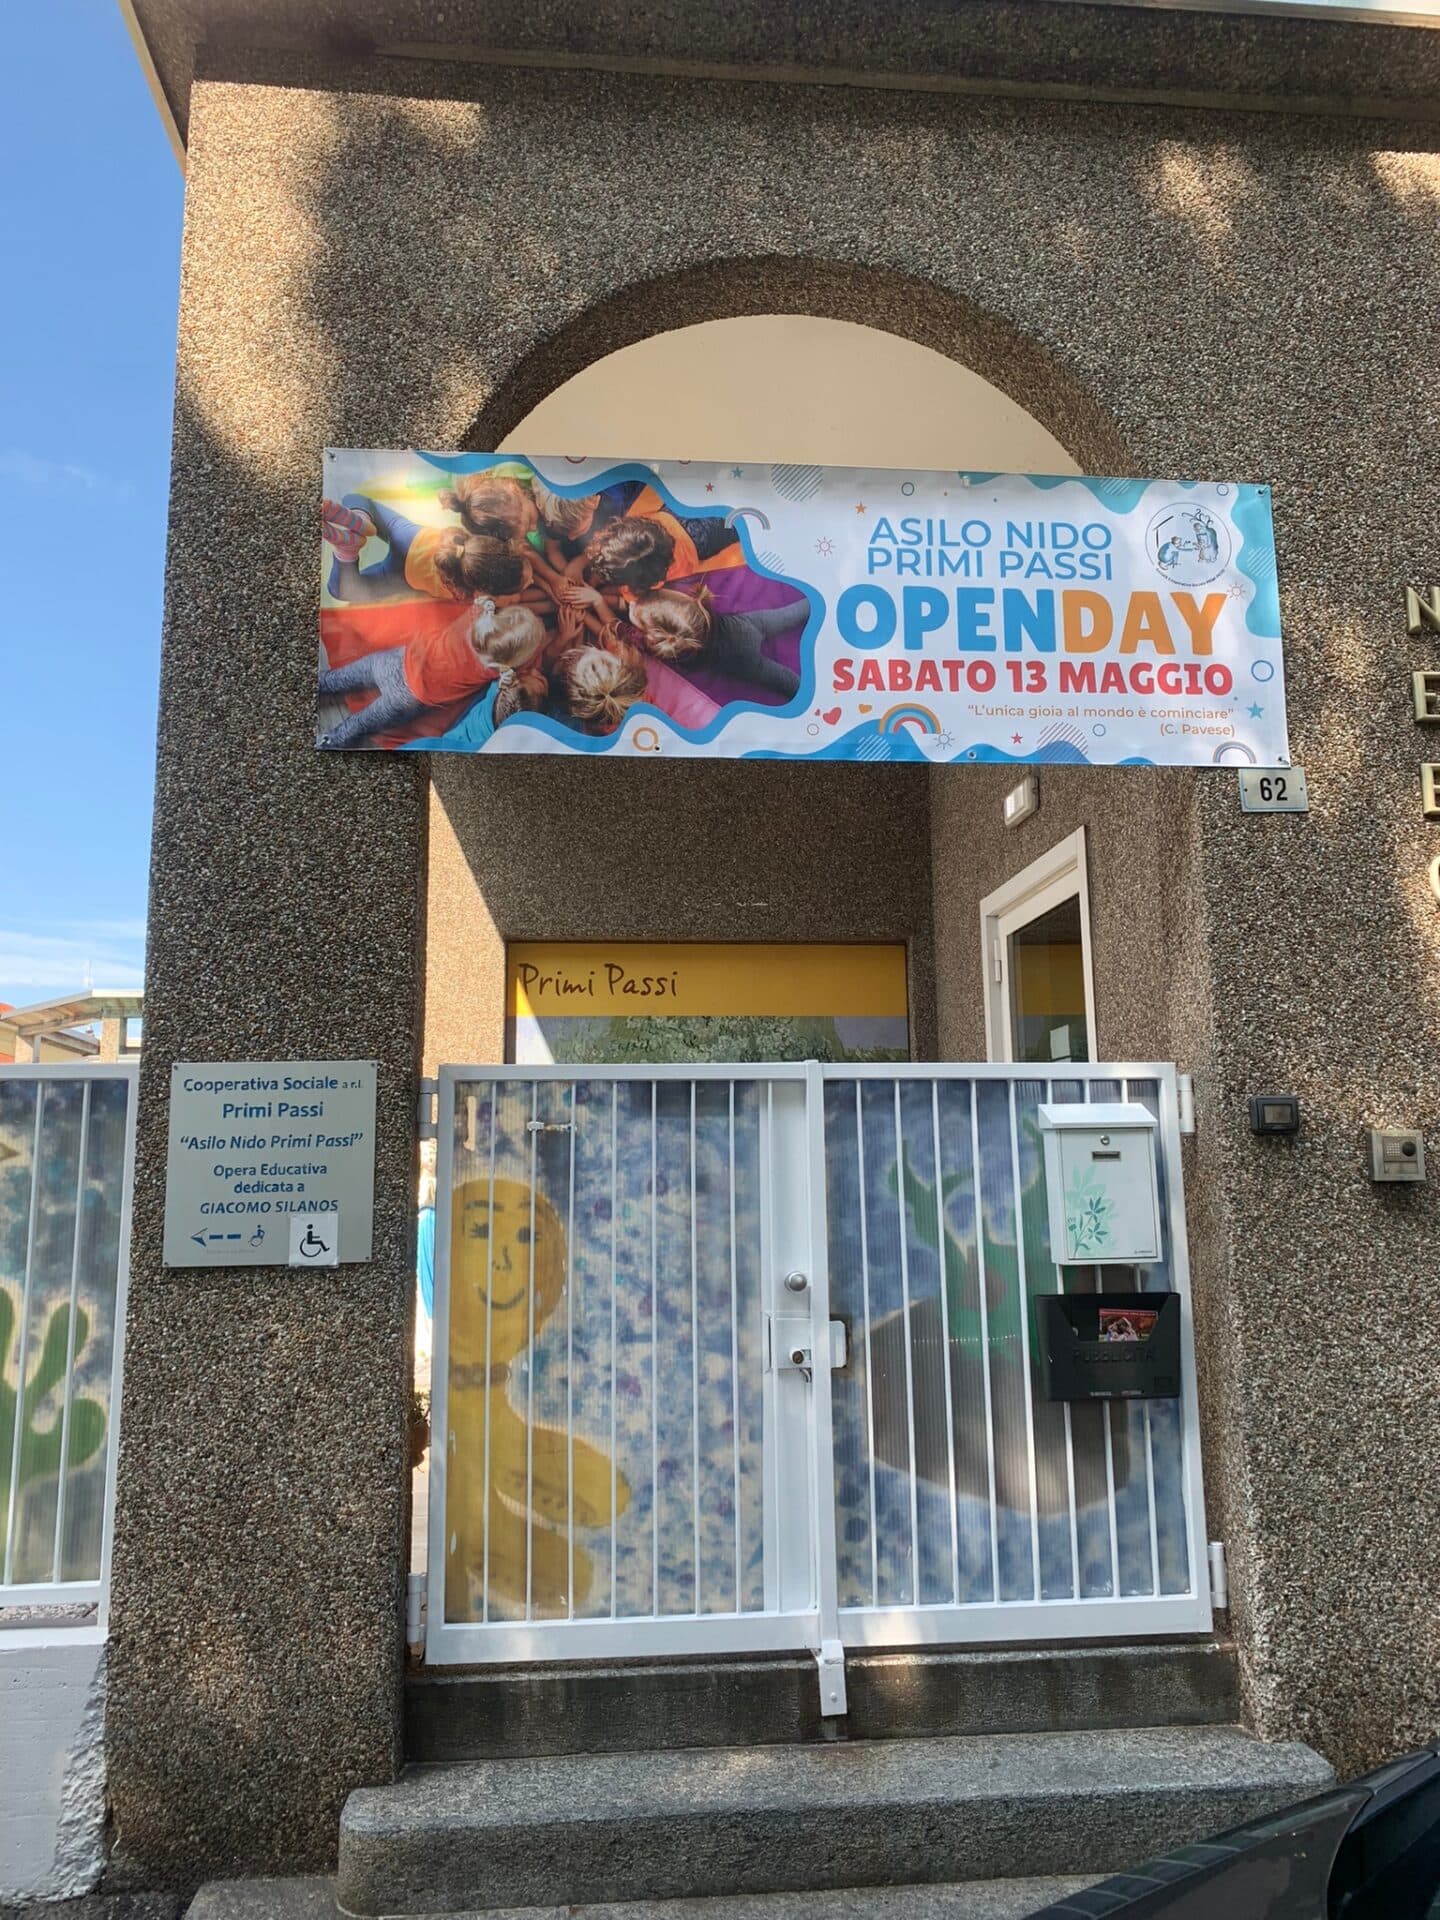 ASILO NIDO
PRIMI PASSI
OPENDAY
SABATO 13 MAGGIO
"L'unica gioia al mondo è cominciare"
(C. Pavese)
62
N
E
E
Primi Passi
Cooperativa Sociale a r.l.
Primi Passi
"Asilo Nido Primi Passi"
Opera Educativa
dedicata a
GIACOMO SILANOS
PUBBLICITA'